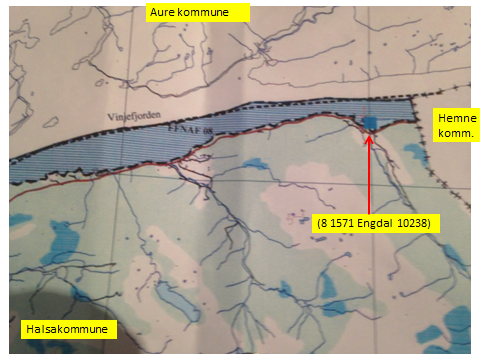 Aure kommune
Vinjefjorden
Hemne
komm.
(8 1571 Engdal 10238)
Halsakommune